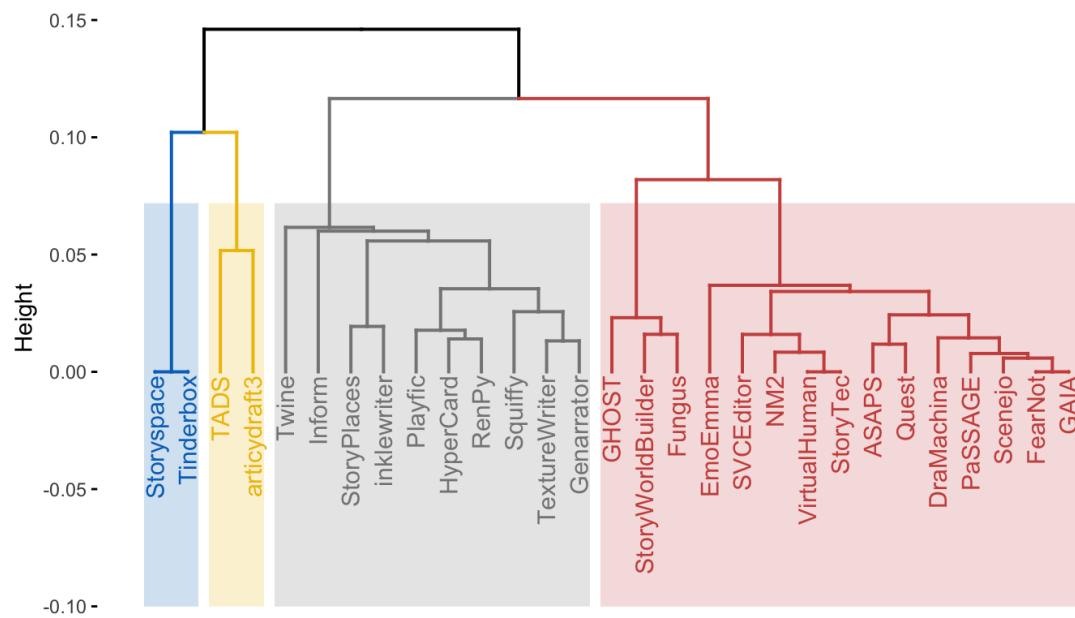 0.15
0.10
0.05
0.00
-0.05
-0.10
Height
Storyspace
Tinderbox
TADS
articydraft3
Twine
Inform
StoryPlaces
inklewriter
Playfic
HyperCard
RenPy
Squiffy
TextureWriter
Genarrator
GHOST
StoryWorldBuilder
Fungus
EmoEmma
SVCEditor
NM2
VirtualHuman
StoryTec
ASAPS
Quest
DraMachina
PaSSAGE
Scenejo
FearNot
GAIA